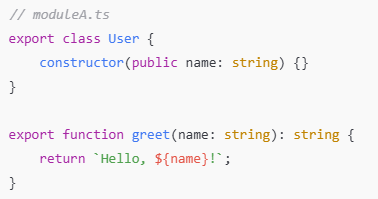 // moduleA.ts
export class User {
    constructor(public name: string) {}
}

export function greet(name: string): string {
    return `Hello, ${name}!`;
}